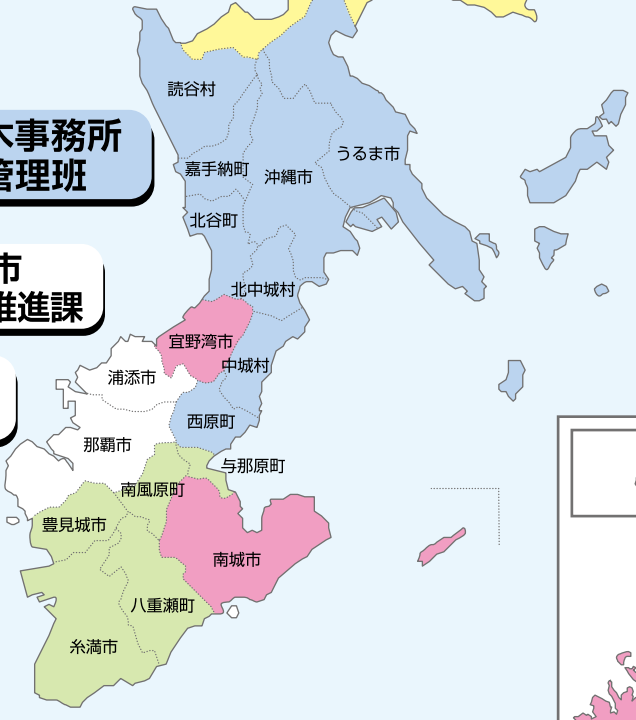 木事務所
管理班
市
推進課
読谷村
うるま市
嘉手納町
沖縄市
北谷町
北中城村
宜野湾市
中城村
浦添市
西原町
那覇市
与那原町
南風原町
豊見城市
南城市
八重瀬町
糸満市